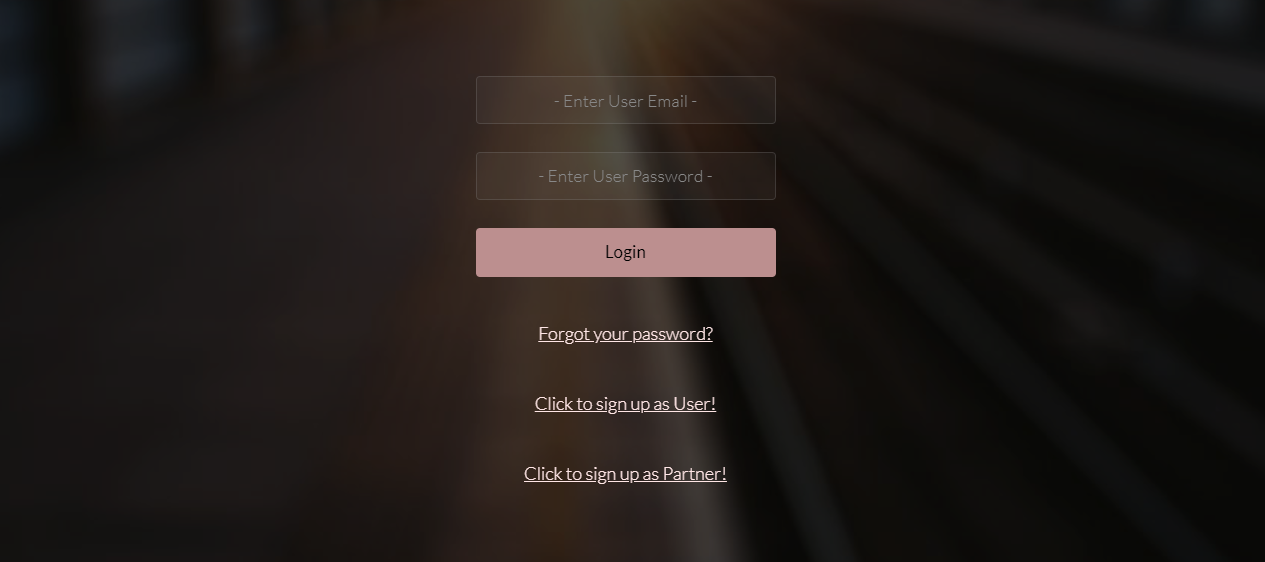 - Enter User Email -
- Enter User Password -
Login
Forgot your password?
Click to sign up as User!
Click to sign up as Partner!